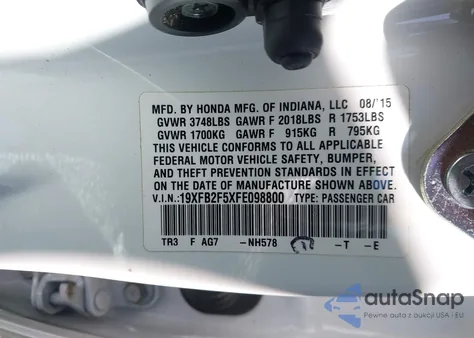 MFD. BY HONDA MFG. OF INDIANA, LLC 08/'15
GVWR 3748LBS GAWR F 2018LBS R 1753LBS
GVWR 1700KG GAWR F 915KG R 795KG
THIS VEHICLE CONFORMS TO ALL APPLICABLE
FEDERAL MOTOR VEHICLE SAFETY, BUMPER,
AND THEFT PREVENTION STANDARDS IN EFFECT
ON THE DATE OF MANUFACTURE SHOWN ABOVE.
V.I.N.:19XFB2F5XFE098800 TYPE: PASSENGER CAR
TR3 F AG7 -NH578 -T -E
autoSnap
Pewne auta z USA i EU